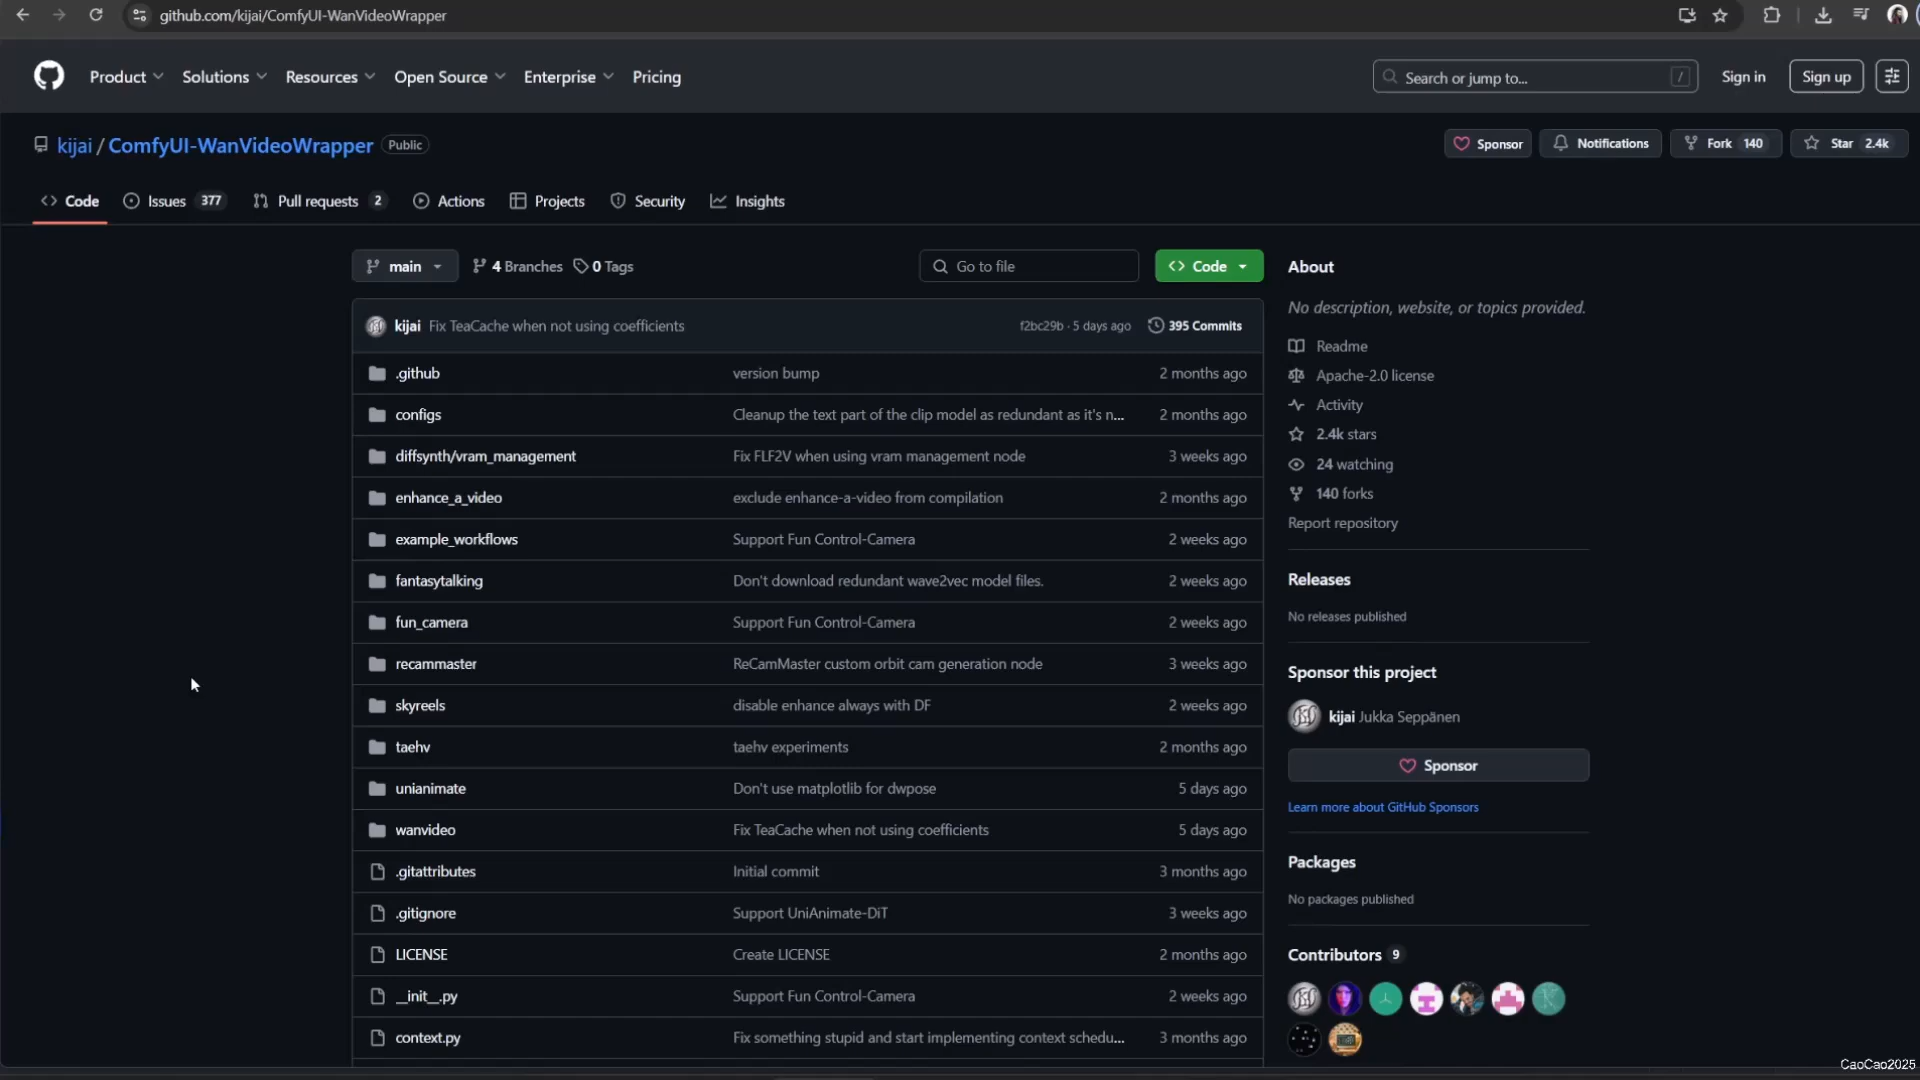 github.com/kijai/ComfyUI-WanVideoWrapper
Product Solutions Resources Open Source Enterprise Pricing
Search or jump to...
/
Sign in
Sign up
kijai / ComfyUI-WanVideoWrapper Public
Sponsor
Notifications
Fork 140
Star 2.4k
Code
Issues 377
Pull requests 2
Actions
Projects
Security
Insights
main
4 Branches
0 Tags
Go to file
Code
kijai Fix TeaCache when not using coefficients f2bc29b · 5 days ago 395 Commits
.github version bump 2 months ago
configs Cleanup the text part of the clip model as redundant as it's n... 2 months ago
diffsynth/vram_management Fix FLF2V when using vram management node 3 weeks ago
enhance_a_video exclude enhance-a-video from compilation 2 months ago
example_workflows Support Fun Control-Camera 2 weeks ago
fantasytalking Don't download redundant wave2vec model files. 2 weeks ago
fun_camera Support Fun Control-Camera 2 weeks ago
recammaster ReCamMaster custom orbit cam generation node 3 weeks ago
skyreels disable enhance always with DF 2 weeks ago
taehv taehv experiments 2 months ago
unianimate Don't use matplotlib for dwpose 5 days ago
wanvideo Fix TeaCache when not using coefficients 5 days ago
.gitattributes Initial commit 3 months ago
.gitignore Support UniAnimate-DiT 3 weeks ago
LICENSE Create LICENSE 2 months ago
__init__.py Support Fun Control-Camera 2 weeks ago
context.py Fix something stupid and start implementing context schedu... 3 months ago
About
No description, website, or topics provided.
Readme
Apache-2.0 license
Activity
2.4k stars
24 watching
140 forks
Report repository
Releases
No releases published
Sponsor this project
kijai Jukka Seppänen
Sponsor
Learn more about GitHub Sponsors
Packages
No packages published
Contributors 9
CaoCao2025